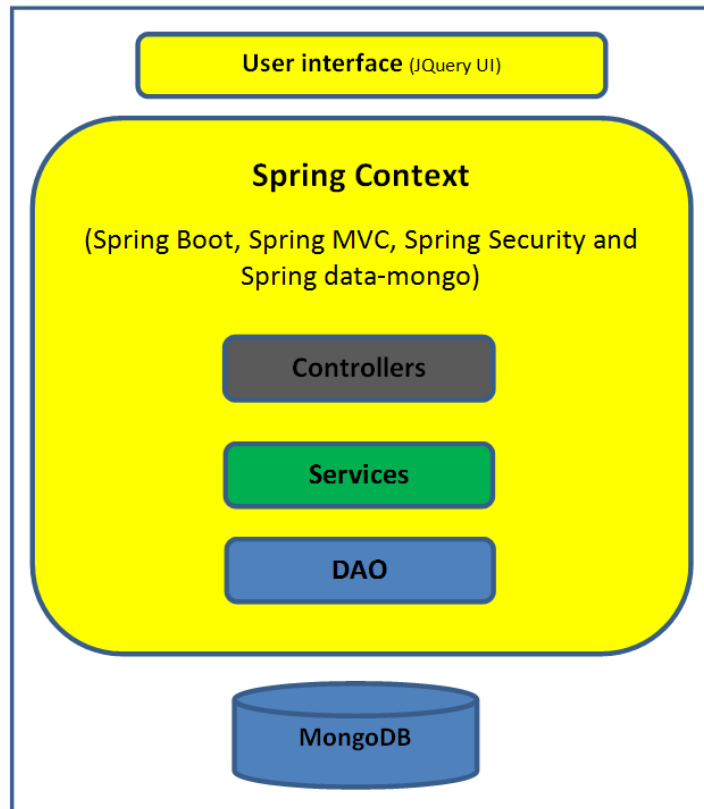 User interface (JQuery UI)
Spring Context
(Spring Boot, Spring MVC, Spring Security and
Spring data-mongo)
Controllers
Services
DAO
MongoDB